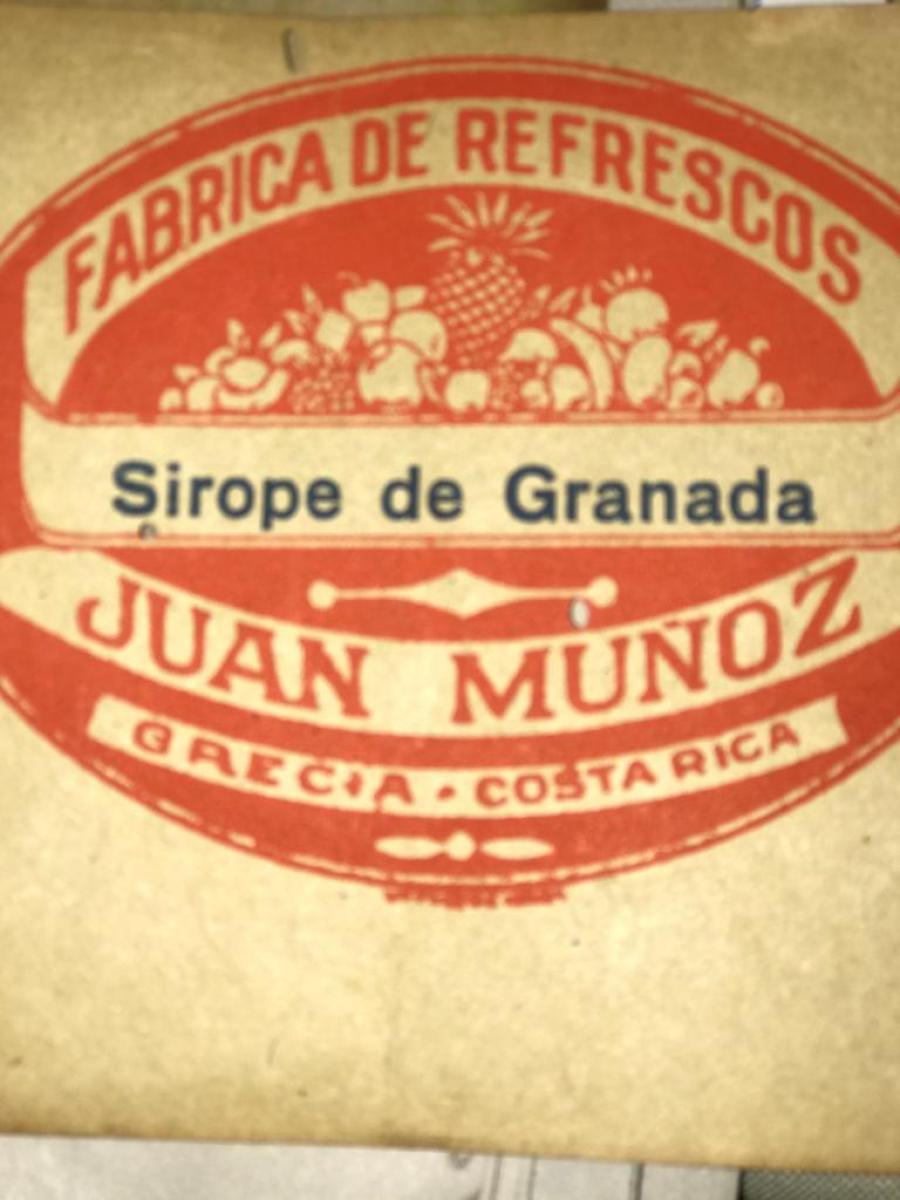 FABRICA DE REFRESCOS
Sirope de Granada
JUAN MUÑOZ
GRECIA · COSTA RICA